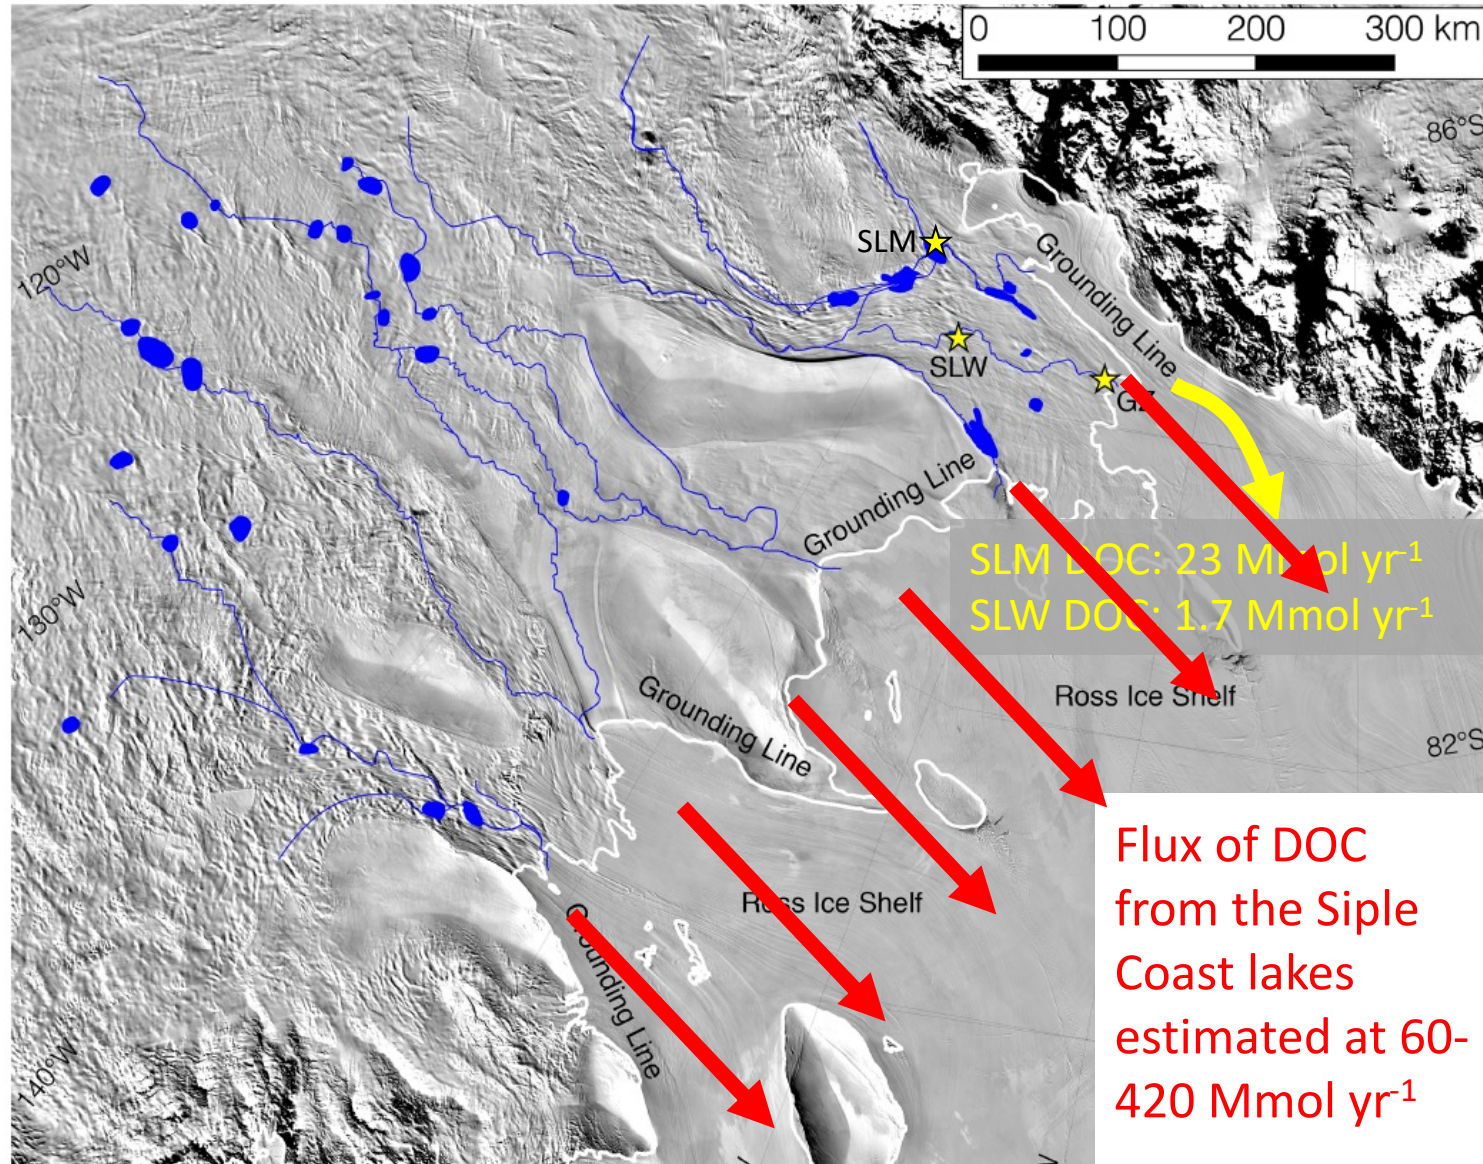 0 100 200 300 km
86°S
SLM
Grounding Line
120°W
SLW
GZ
Grounding Line
SLM DOC: 23 Mmol yr⁻¹
SLW DOC: 1.7 Mmol yr⁻¹
130°W
Grounding Line
Ross Ice Shelf
82°S
Flux of DOC
from the Siple
Coast lakes
estimated at 60-
420 Mmol yr⁻¹
Ross Ice Shelf
Grounding Line
140°W